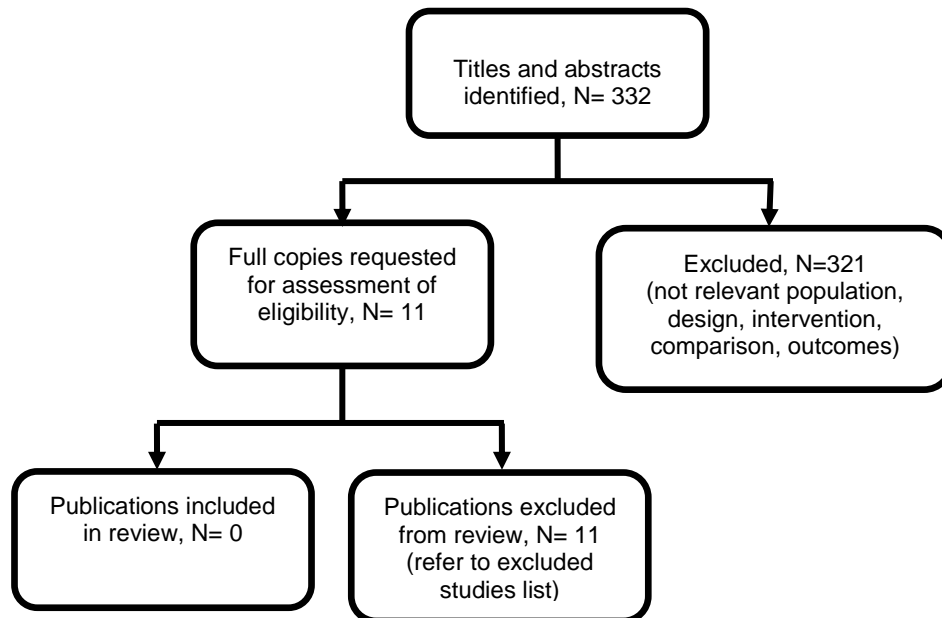 Titles and abstracts
identified, N= 332
Full copies requested
for assessment of
eligibility, N= 11
Excluded, N=321
(not relevant population,
design, intervention,
comparison, outcomes)
Publications included
in review, N= 0
Publications excluded
from review, N= 11
(refer to excluded
studies list)